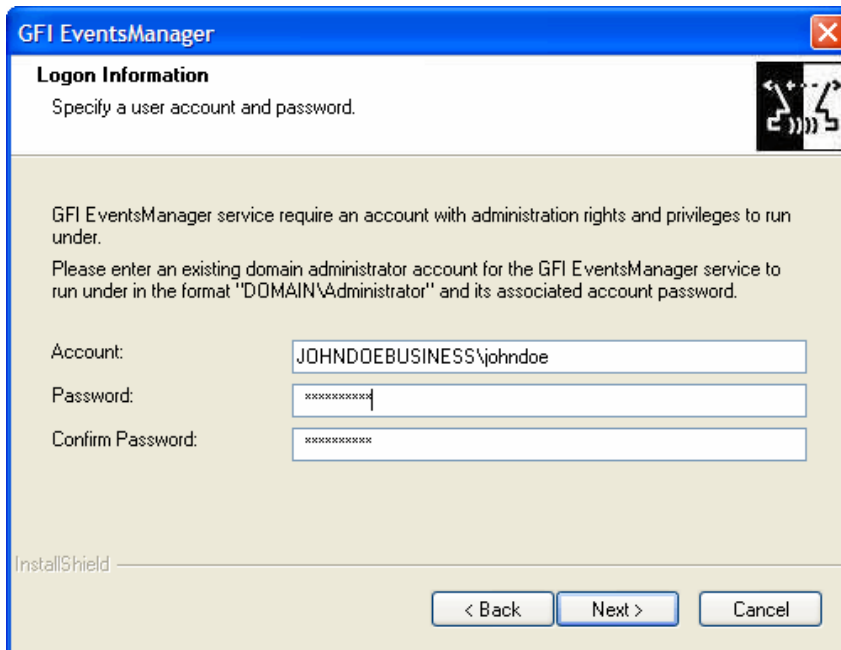 GFI EventsManager
Logon Information
Specify a user account and password.
GFI EventsManager service require an account with administration rights and privileges to run
under.
Please enter an existing domain administrator account for the GFI EventsManager service to
run under in the format "DOMAIN\Administrator" and its associated account password.
Account:
JOHNDOEBUSINESS\johndoe
Password:
××××××××××
Confirm Password:
××××××××××
InstallShield
< Back Next > Cancel